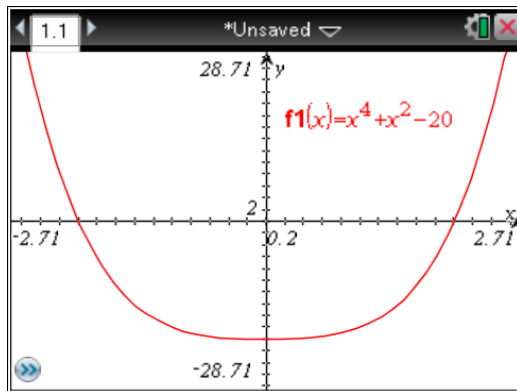 1.1 *Unsaved
28.71 y
f1(x)=x⁴+x²−20
2 x
-2.71 0.2 2.71
-28.71